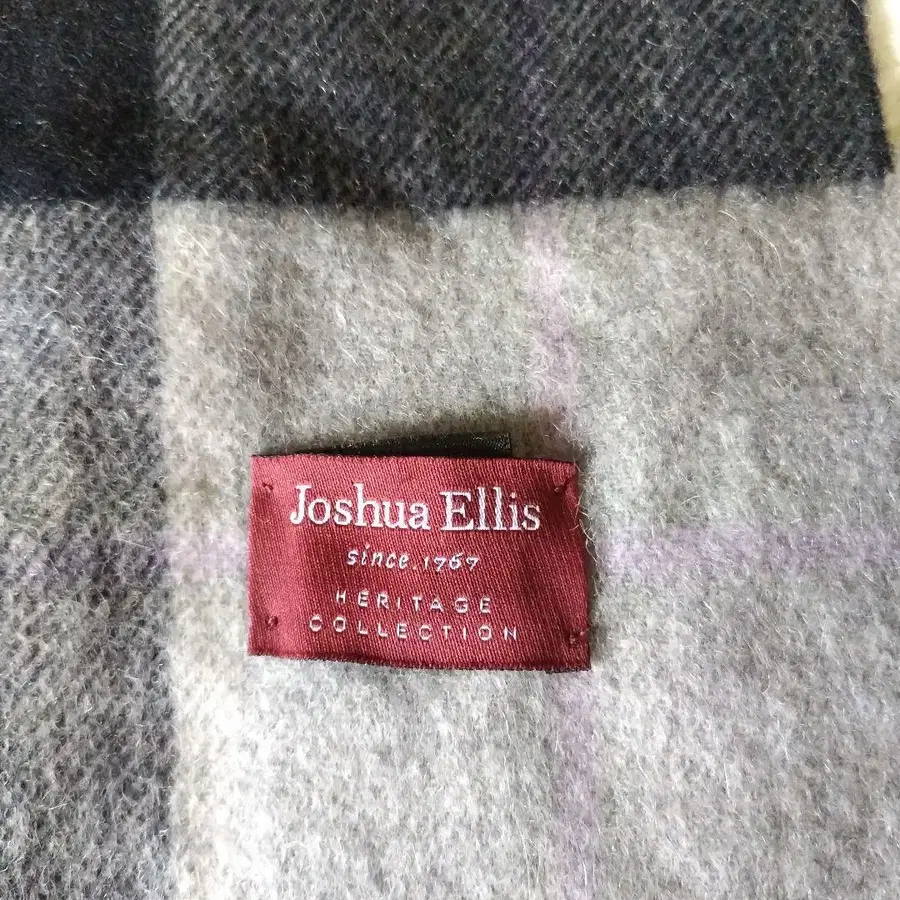 Joshua Ellis
since.1767
HERITAGE
COLLECTION